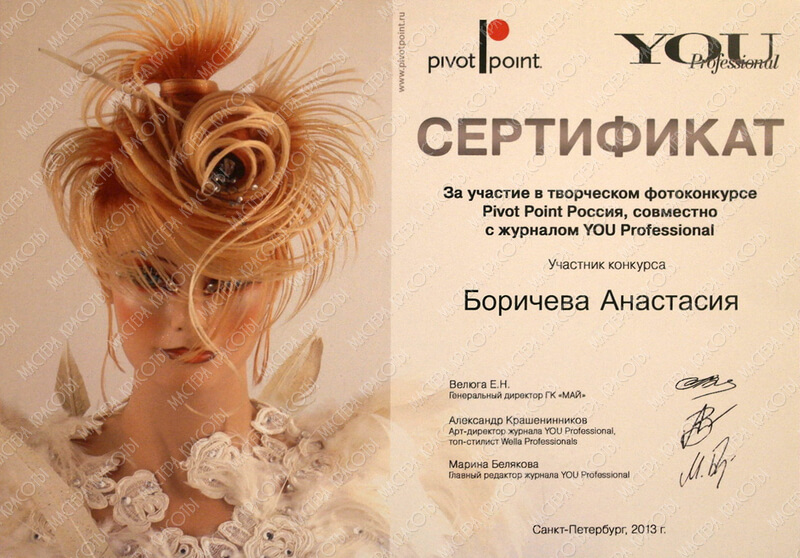 www.pivotpoint.ru
pivot point.
YOU
Professional
СЕРТИФИКАТ
За участие в творческом фотоконкурсе
Pivot Point Россия, совместно
с журналом YOU Professional
Участник конкурса
Боричева Анастасия
Велюга Е.Н.
Генеральный директор ГК «МАЙ»
Александр Крашенинников
Арт-директор журнала YOU Professional,
топ-стилист Wella Professionals
Марина Белякова
Главный редактор журнала YOU Professional
Санкт-Петербург, 2013 г.
МАСТЕРА КРАСОТЫ